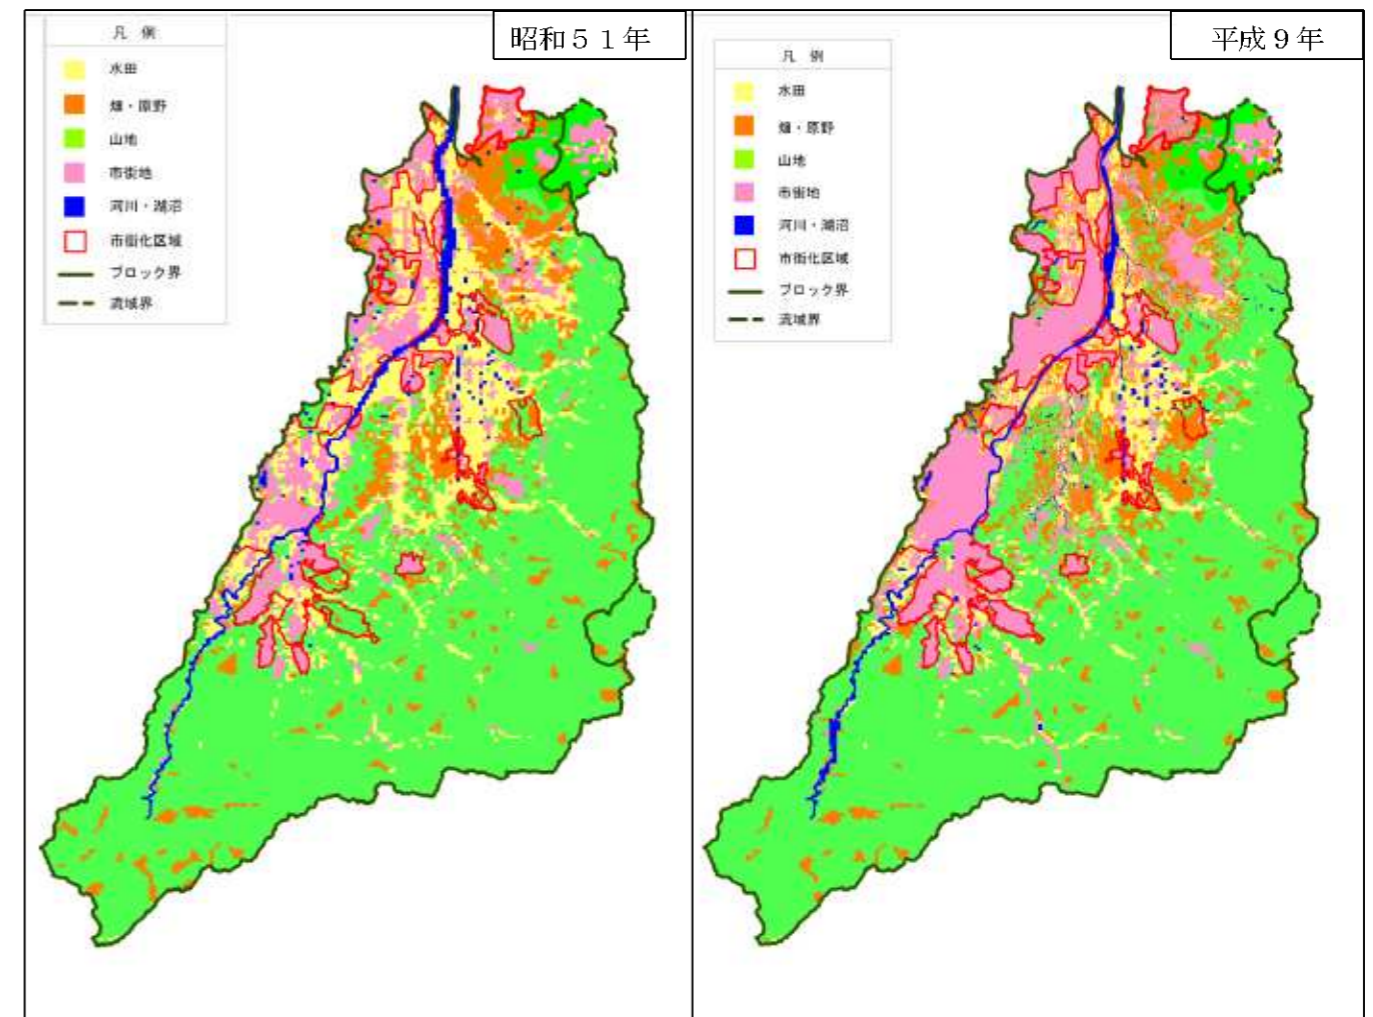 昭和５１年
凡 例
水田
畑・原野
山地
市街地
河川・湖沼
市街化区域
ブロック界
流域界
平成９年
凡 例
水田
畑・原野
山地
市街地
河川・湖沼
市街化区域
ブロック界
流域界